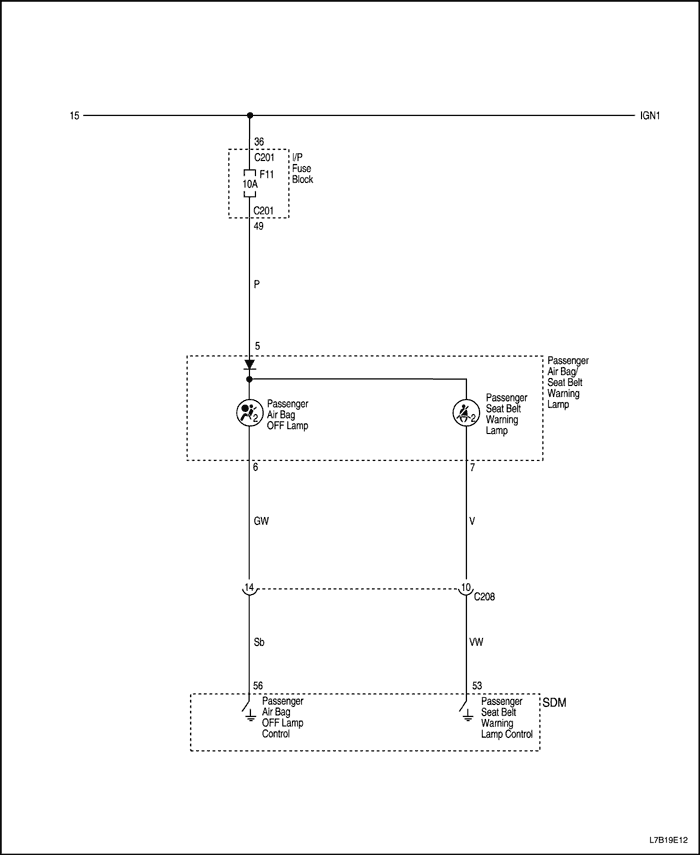 15
IGN1
36
C201
I/P
Fuse
Block
F11
10A
C201
49
P
5
Passenger
Air Bag/
Seat Belt
Warning
Lamp
Passenger
Air Bag
OFF Lamp
2
Passenger
Seat Belt
Warning
Lamp
2
6
7
GW
V
14
10
C208
Sb
VW
56
53
Passenger
Air Bag
OFF Lamp
Control
Passenger
Seat Belt
Warning
Lamp Control
SDM
L7B19E12